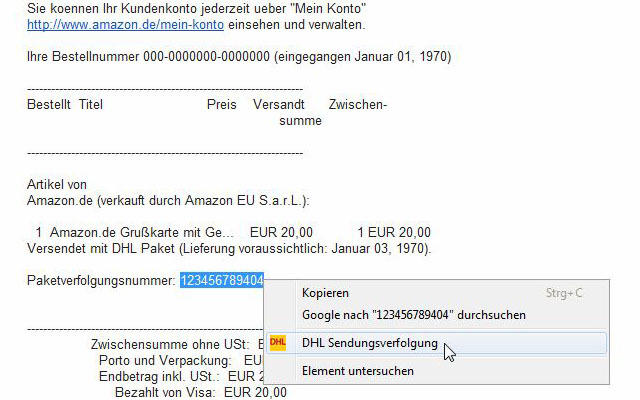 Sie koennen Ihr Kundenkonto jederzeit ueber "Mein Konto"
http://www.amazon.de/mein-konto einsehen und verwalten.
Ihre Bestellnummer 000-0000000-0000000 (eingegangen Januar 01, 1970)
--------------------------------------------------------------------
Bestellt Titel Preis Versandt Zwischen-
summe
--------------------------------------------------------------------
Artikel von
Amazon.de (verkauft durch Amazon EU S.a.r.L.):
1 Amazon.de Grußkarte mit Ge... EUR 20,00 1 EUR 20,00
Versendet mit DHL Paket (Lieferung voraussichtlich: Januar 03, 1970).
Paketverfolgungsnummer: 123456789404
Kopieren Strg+C
Google nach "123456789404" durchsuchen
DHL DHL Sendungsverfolgung
Element untersuchen
--------------------------------------------------------------------
Zwischensumme ohne USt:
Porto und Verpackung: EU
Endbetrag inkl. USt.: EUR 2
Bezahlt von Visa: EUR 20,00